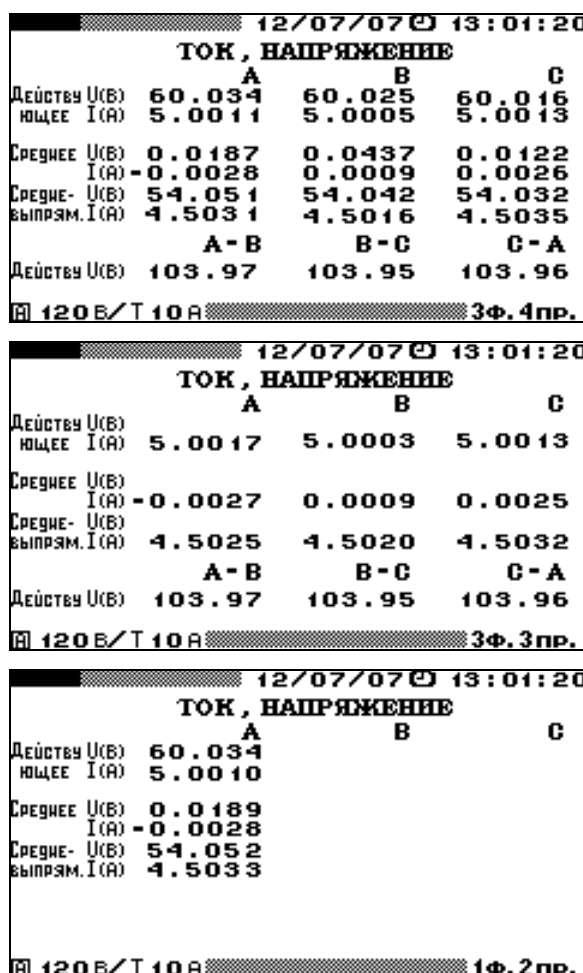 12/07/07 13:01:20
ТОК, НАПРЯЖЕНИЕ
A B C
Действу U(В) 60.034 60.025 60.016
ющее I(А) 5.0011 5.0005 5.0013
Среднее U(В) 0.0187 0.0437 0.0122
I(А) -0.0028 0.0009 0.0026
Средне- U(В) 54.051 54.042 54.032
выпрям. I(А) 4.5031 4.5016 4.5035
A-B B-C C-A
Действу U(В) 103.97 103.95 103.96
А 120В/Т10А 3Ф.4пр.
12/07/07 13:01:20
ТОК, НАПРЯЖЕНИЕ
A B C
Действу U(В)
ющее I(А) 5.0017 5.0003 5.0013
Среднее U(В)
I(А) -0.0027 0.0009 0.0025
Средне- U(В)
выпрям. I(А) 4.5025 4.5020 4.5032
A-B B-C C-A
Действу U(В) 103.97 103.95 103.96
А 120В/Т10А 3Ф.3пр.
12/07/07 13:01:20
ТОК, НАПРЯЖЕНИЕ
A B C
Действу U(В) 60.034
ющее I(А) 5.0010
Среднее U(В) 0.0189
I(А) -0.0028
Средне- U(В) 54.052
выпрям. I(А) 4.5033
А 120В/Т10А 1Ф.2пр.